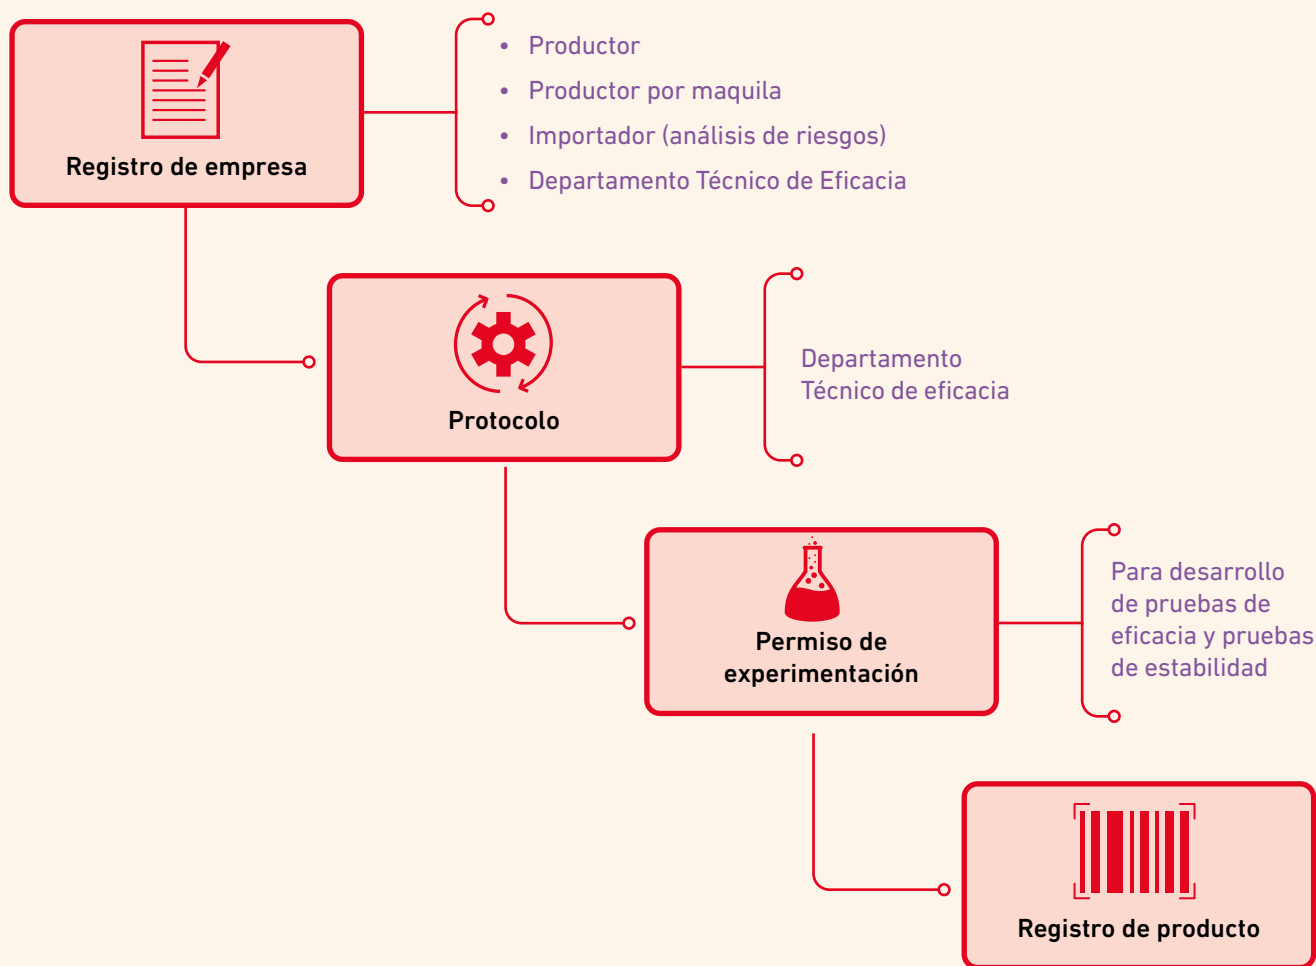 Registro de empresa
• Productor
• Productor por maquila
• Importador (análisis de riesgos)
• Departamento Técnico de Eficacia
Protocolo
Departamento
Técnico de eficacia
Permiso de
experimentación
Para desarrollo
de pruebas de
eficacia y pruebas
de estabilidad
Registro de producto